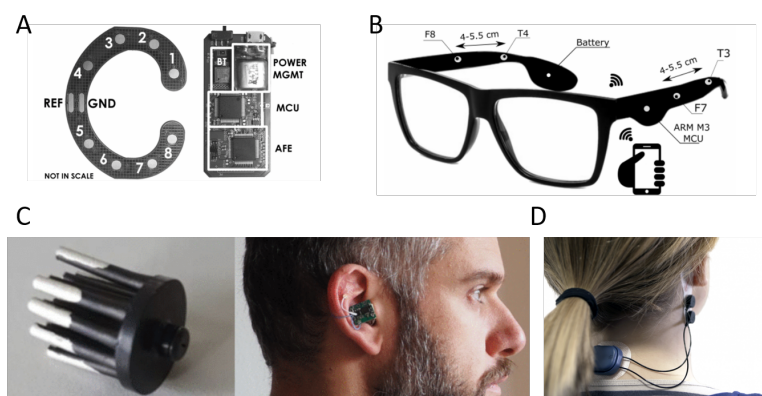 A
3
2
1
4
REF
GND
5
6
7
8
NOT IN SCALE
BT
POWER
MGMT
MCU
AFE
B
F8
4-5.5 cm
T4
Battery
4-5.5 cm
T3
F7
ARM M3
MCU
C
D